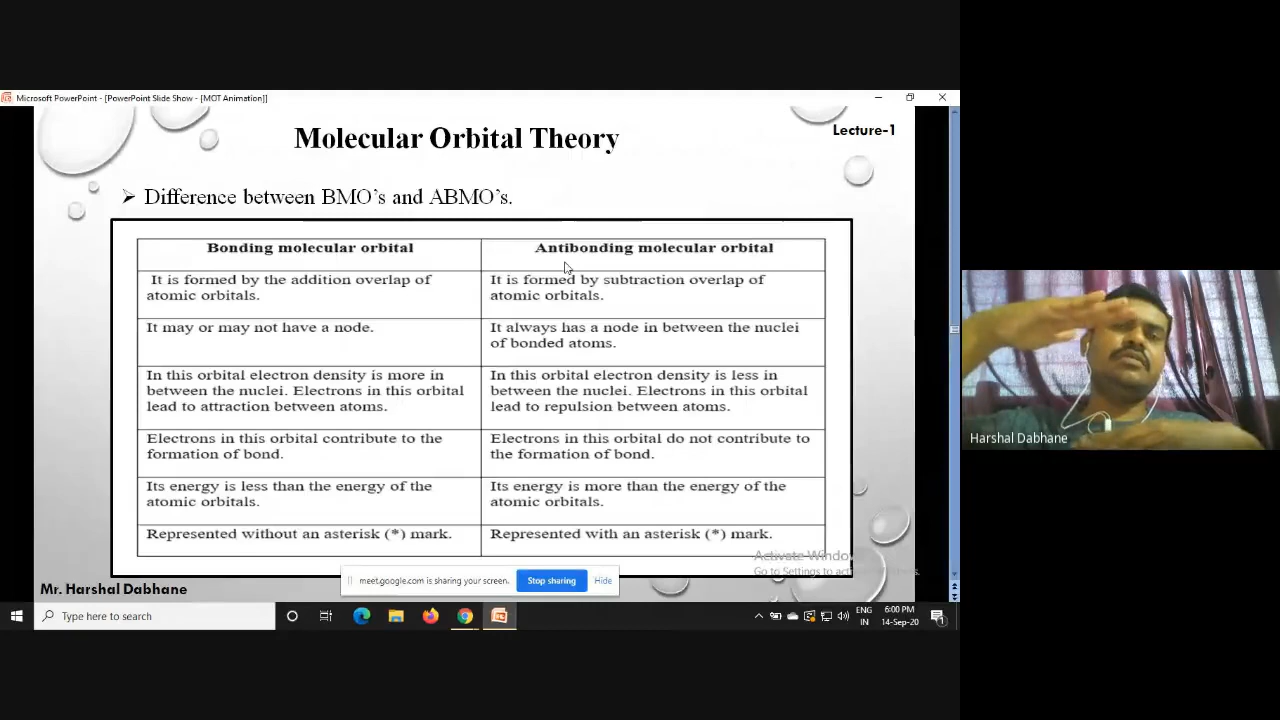 Microsoft PowerPoint - [PowerPoint Slide Show - [MOT Animation]]
Molecular Orbital Theory
Lecture-1
Difference between BMO's and ABMO's.
Bonding molecular orbital
Antibonding molecular orbital
It is formed by the addition overlap of
atomic orbitals.
It is formed by subtraction overlap of
atomic orbitals.
It may or may not have a node.
It always has a node in between the nuclei
of bonded atoms.
In this orbital electron density is more in
between the nuclei. Electrons in this orbital
lead to attraction between atoms.
In this orbital electron density is less in
between the nuclei. Electrons in this orbital
lead to repulsion between atoms.
Electrons in this orbital contribute to the
formation of bond.
Electrons in this orbital do not contribute to
the formation of bond.
Its energy is less than the energy of the
atomic orbitals.
Its energy is more than the energy of the
atomic orbitals.
Represented without an asterisk (*) mark.
Represented with an asterisk (*) mark.
Harshal Dabhane
Activate Windo
Go to Settings to
meet.google.com is sharing your screen.
Stop sharing
Hide
Mr. Harshal Dabhane
Type here to search
ENG
IN
6:00 PM
14-Sep-20
1